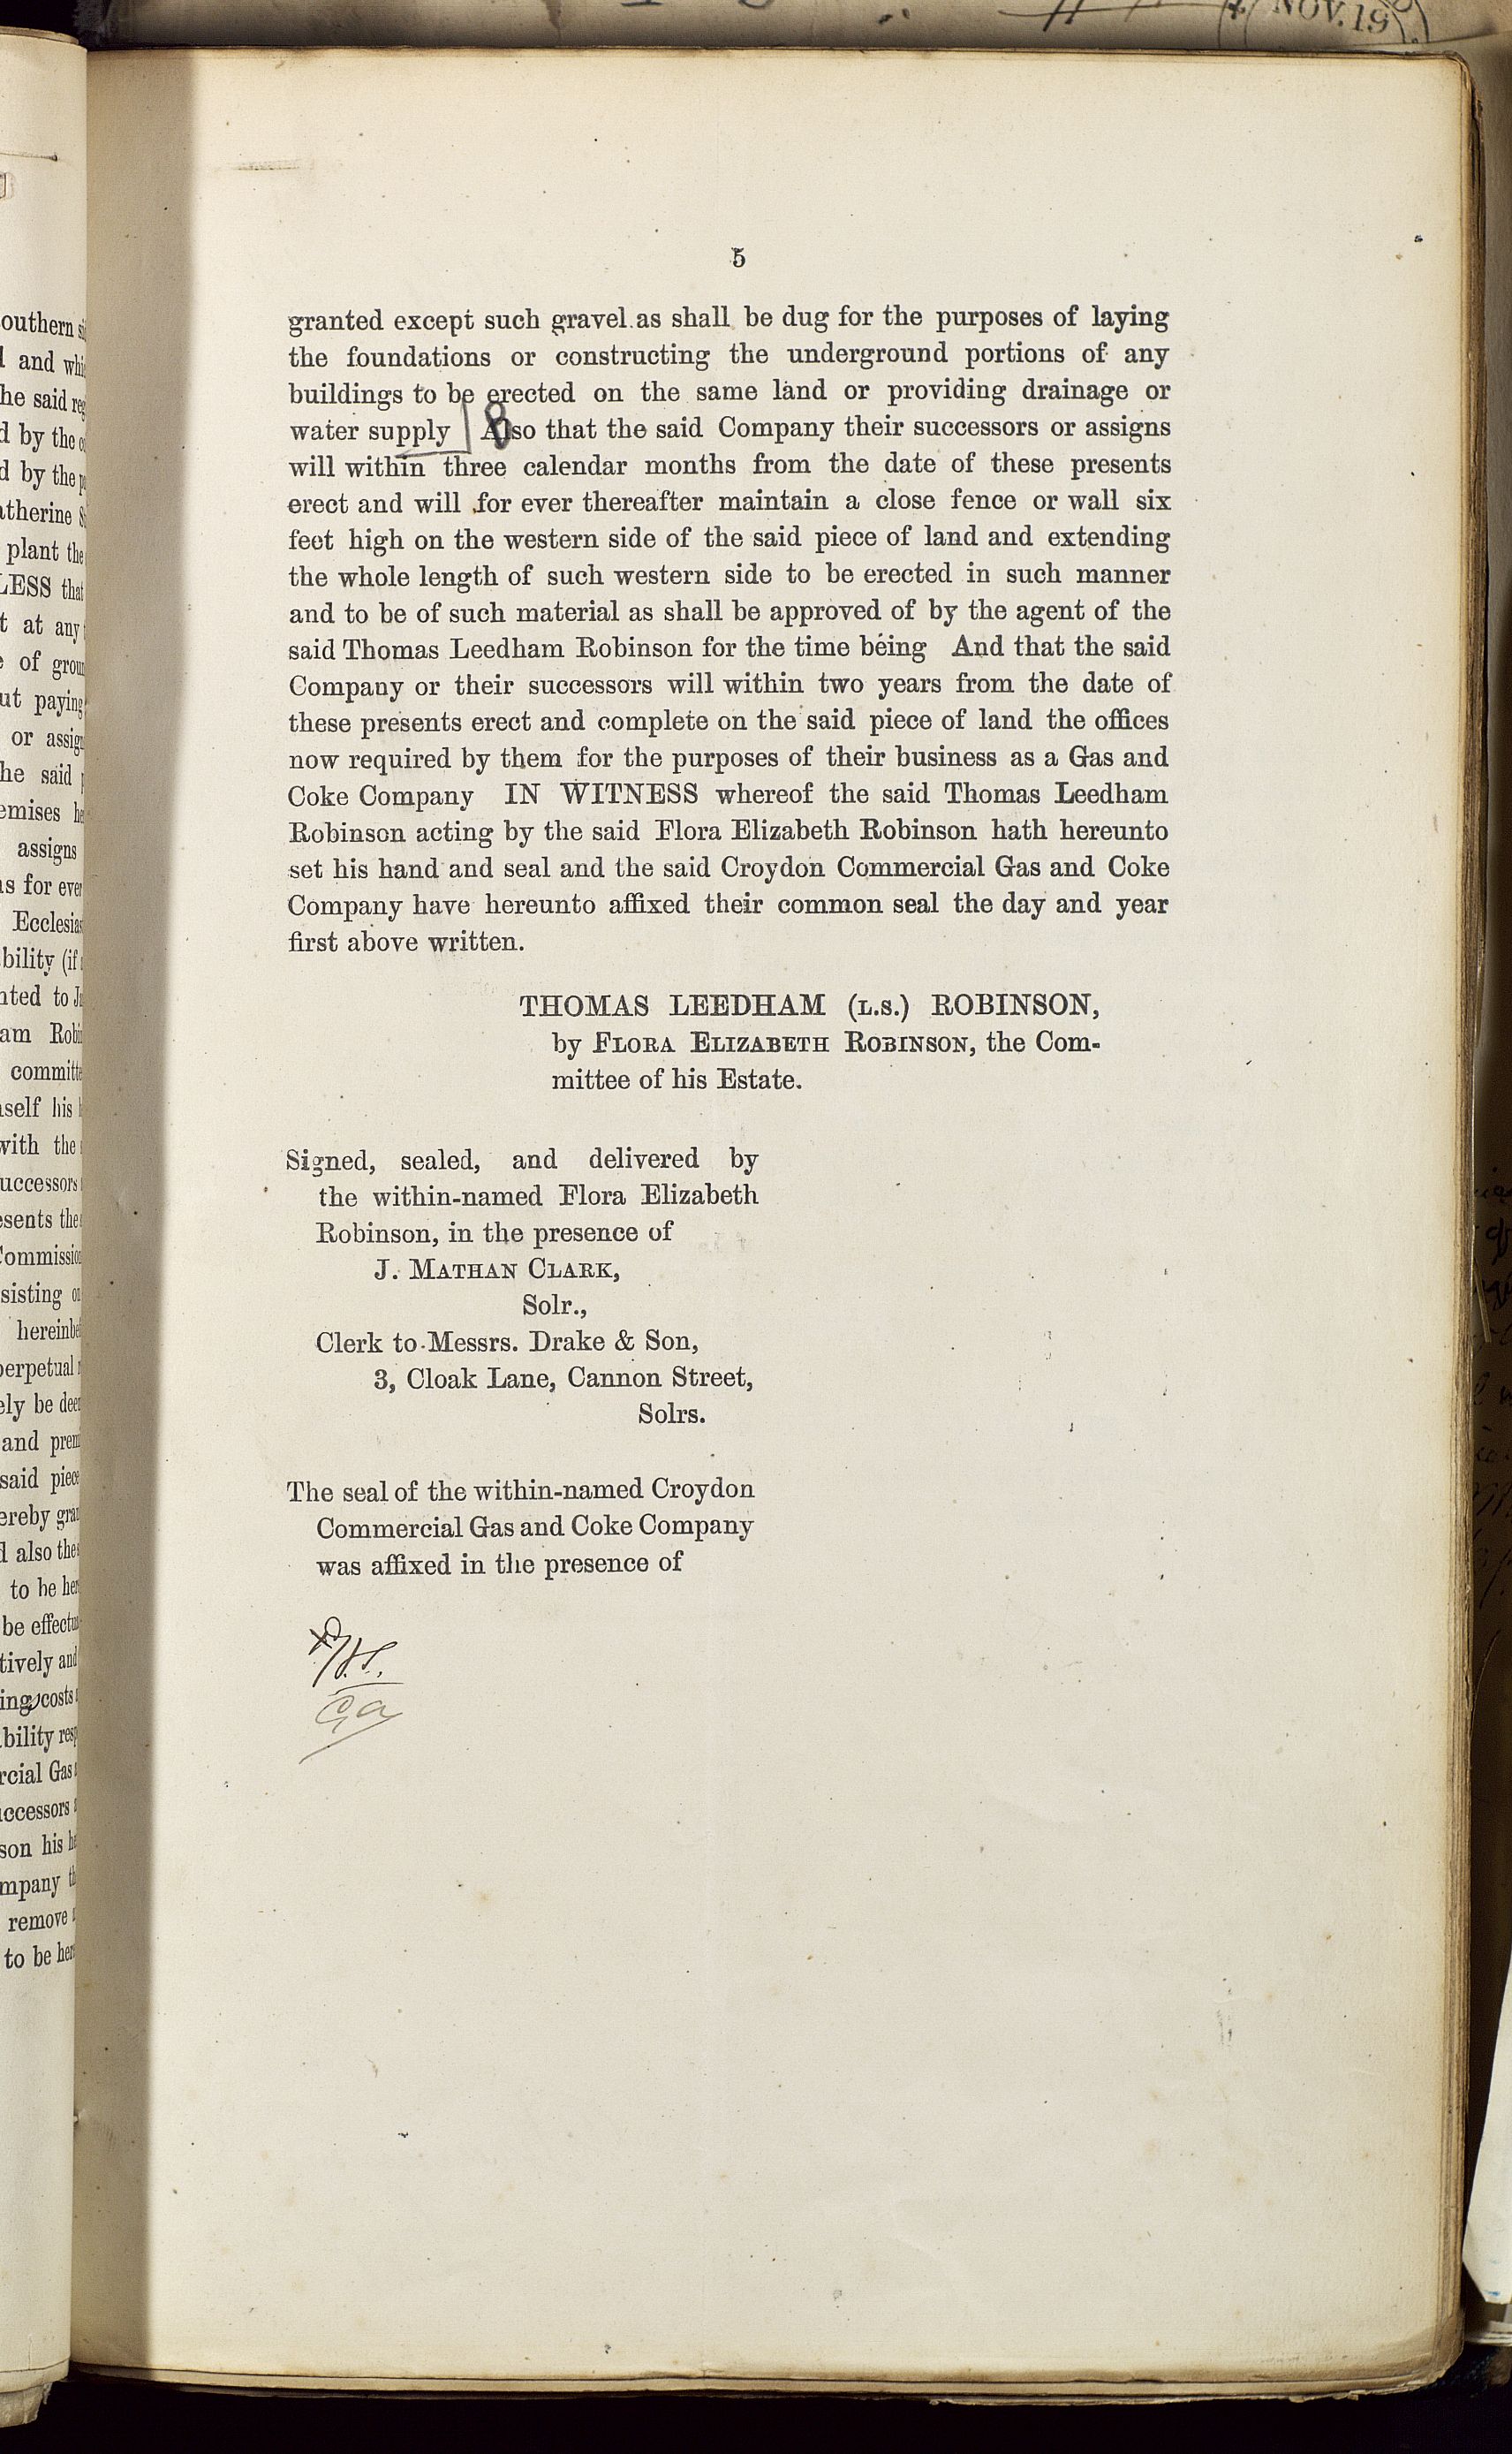 NOV. 19
5
granted except such gravel as shall be dug for the purposes of laying
the foundations or constructing the underground portions of any
buildings to be erected on the same land or providing drainage or
water supply Also that the said Company their successors or assigns
will within three calendar months from the date of these presents
erect and will for ever thereafter maintain a close fence or wall six
feet high on the western side of the said piece of land and extending
the whole length of such western side to be erected in such manner
and to be of such material as shall be approved of by the agent of the
said Thomas Leedham Robinson for the time being And that the said
Company or their successors will within two years from the date of
these presents erect and complete on the said piece of land the offices
now required by them for the purposes of their business as a Gas and
Coke Company IN WITNESS whereof the said Thomas Leedham
Robinson acting by the said Flora Elizabeth Robinson hath hereunto
set his hand and seal and the said Croydon Commercial Gas and Coke
Company have hereunto affixed their common seal the day and year
first above written.
THOMAS LEEDHAM (L.S.) ROBINSON,
by FLORA ELIZABETH ROBINSON, the Com-
mittee of his Estate.
Signed, sealed, and delivered by
the within-named Flora Elizabeth
Robinson, in the presence of
J. MATHAN CLARK,
Solr.,
Clerk to Messrs. Drake & Son,
3, Cloak Lane, Cannon Street,
Solrs.
The seal of the within-named Croydon
Commercial Gas and Coke Company
was affixed in the presence of